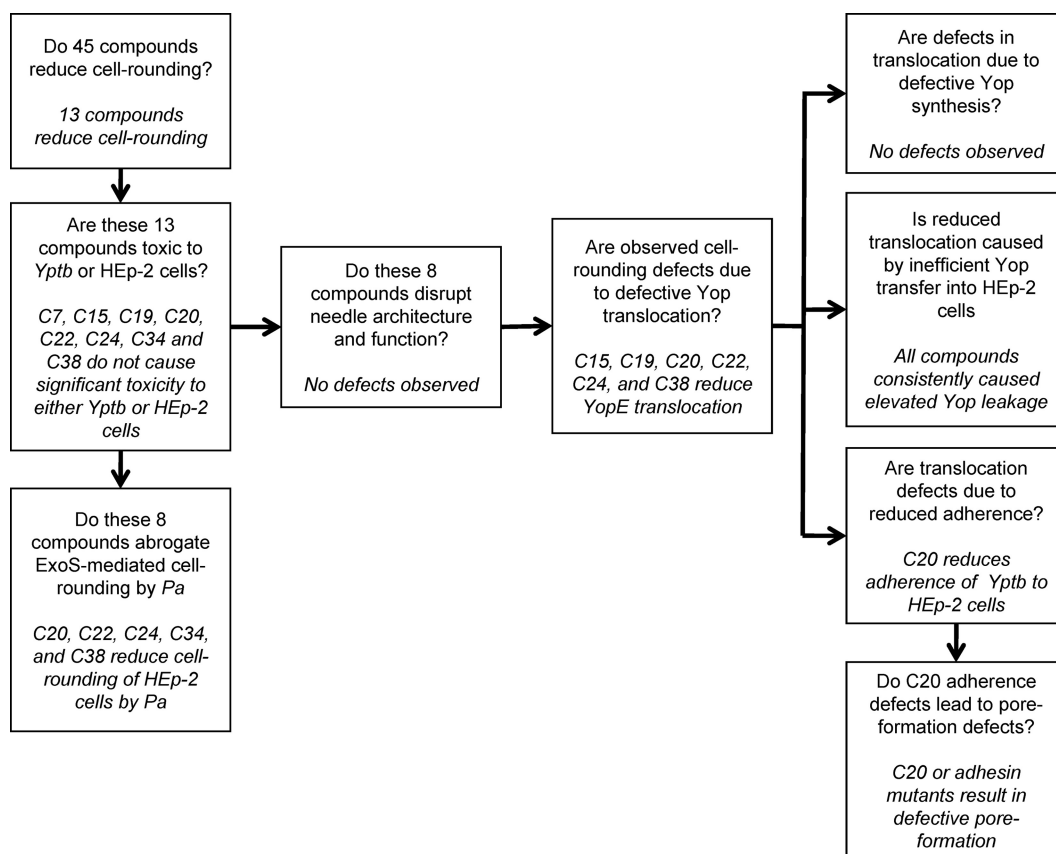 Do 45 compounds
reduce cell-rounding?
13 compounds
reduce cell-rounding
Are these 13
compounds toxic to
Yptb or HEp-2 cells?
C7, C15, C19, C20,
C22, C24, C34 and
C38 do not cause
significant toxicity to
either Yptb or HEp-2
cells
Do these 8
compounds abrogate
ExoS-mediated cell-
rounding by Pa
C20, C22, C24, C34,
and C38 reduce cell-
rounding of HEp-2
cells by Pa
Do these 8
compounds disrupt
needle architecture
and function?
No defects observed
Are observed cell-
rounding defects due
to defective Yop
translocation?
C15, C19, C20, C22,
C24, and C38 reduce
YopE translocation
Are defects in
translocation due to
defective Yop
synthesis?
No defects observed
Is reduced
translocation caused
by inefficient Yop
transfer into HEp-2
cells
All compounds
consistently caused
elevated Yop leakage
Are translocation
defects due to
reduced adherence?
C20 reduces
adherence of Yptb to
HEp-2 cells
Do C20 adherence
defects lead to pore-
formation defects?
C20 or adhesin
mutants result in
defective pore-
formation